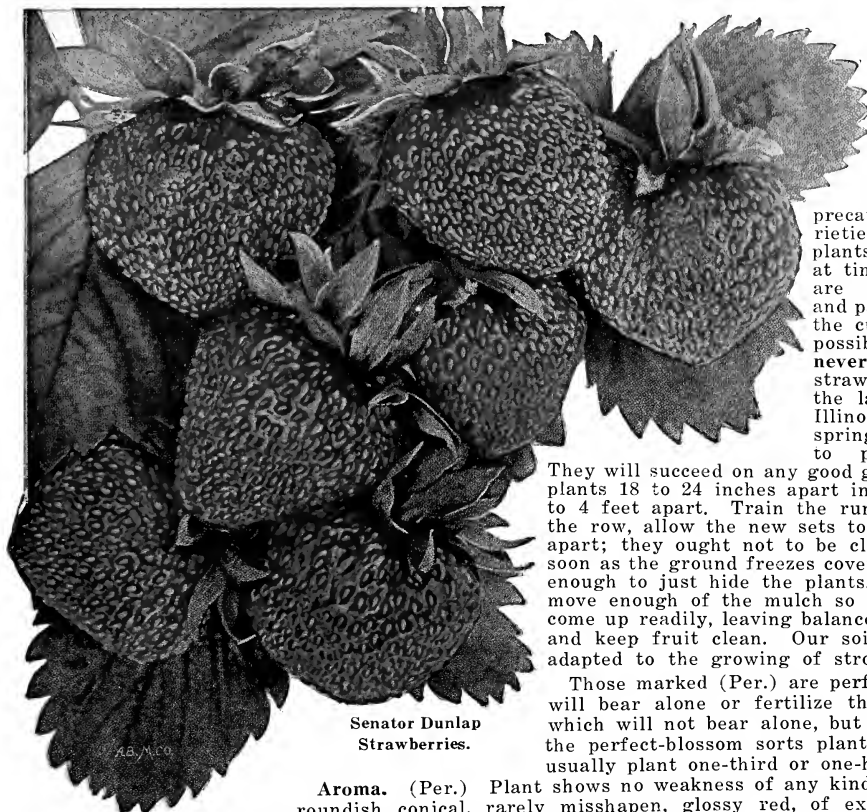 precat
rietie
plants
at tin
are
and p
the c
possib
never
straw
the la
Illino
spring
to p
They will succeed on any good g
plants 18 to 24 inches apart in
to 4 feet apart. Train the run
the row, allow the new sets to
apart; they ought not to be cl
soon as the ground freezes cove
enough to just hide the plants.
move enough of the mulch so
come up readily, leaving balance
and keep fruit clean. Our soi
adapted to the growing of stro
Those marked (Per.) are perf
will bear alone or fertilize th
which will not bear alone, but
the perfect-blossom sorts plant
usually plant one-third or one-h
Senator Dunlap
Strawberries.
A.B.M.CO.
Aroma. (Per.) Plant shows no weakness of any kind
roundish conical, rarely misshapen, glossy red, of ex